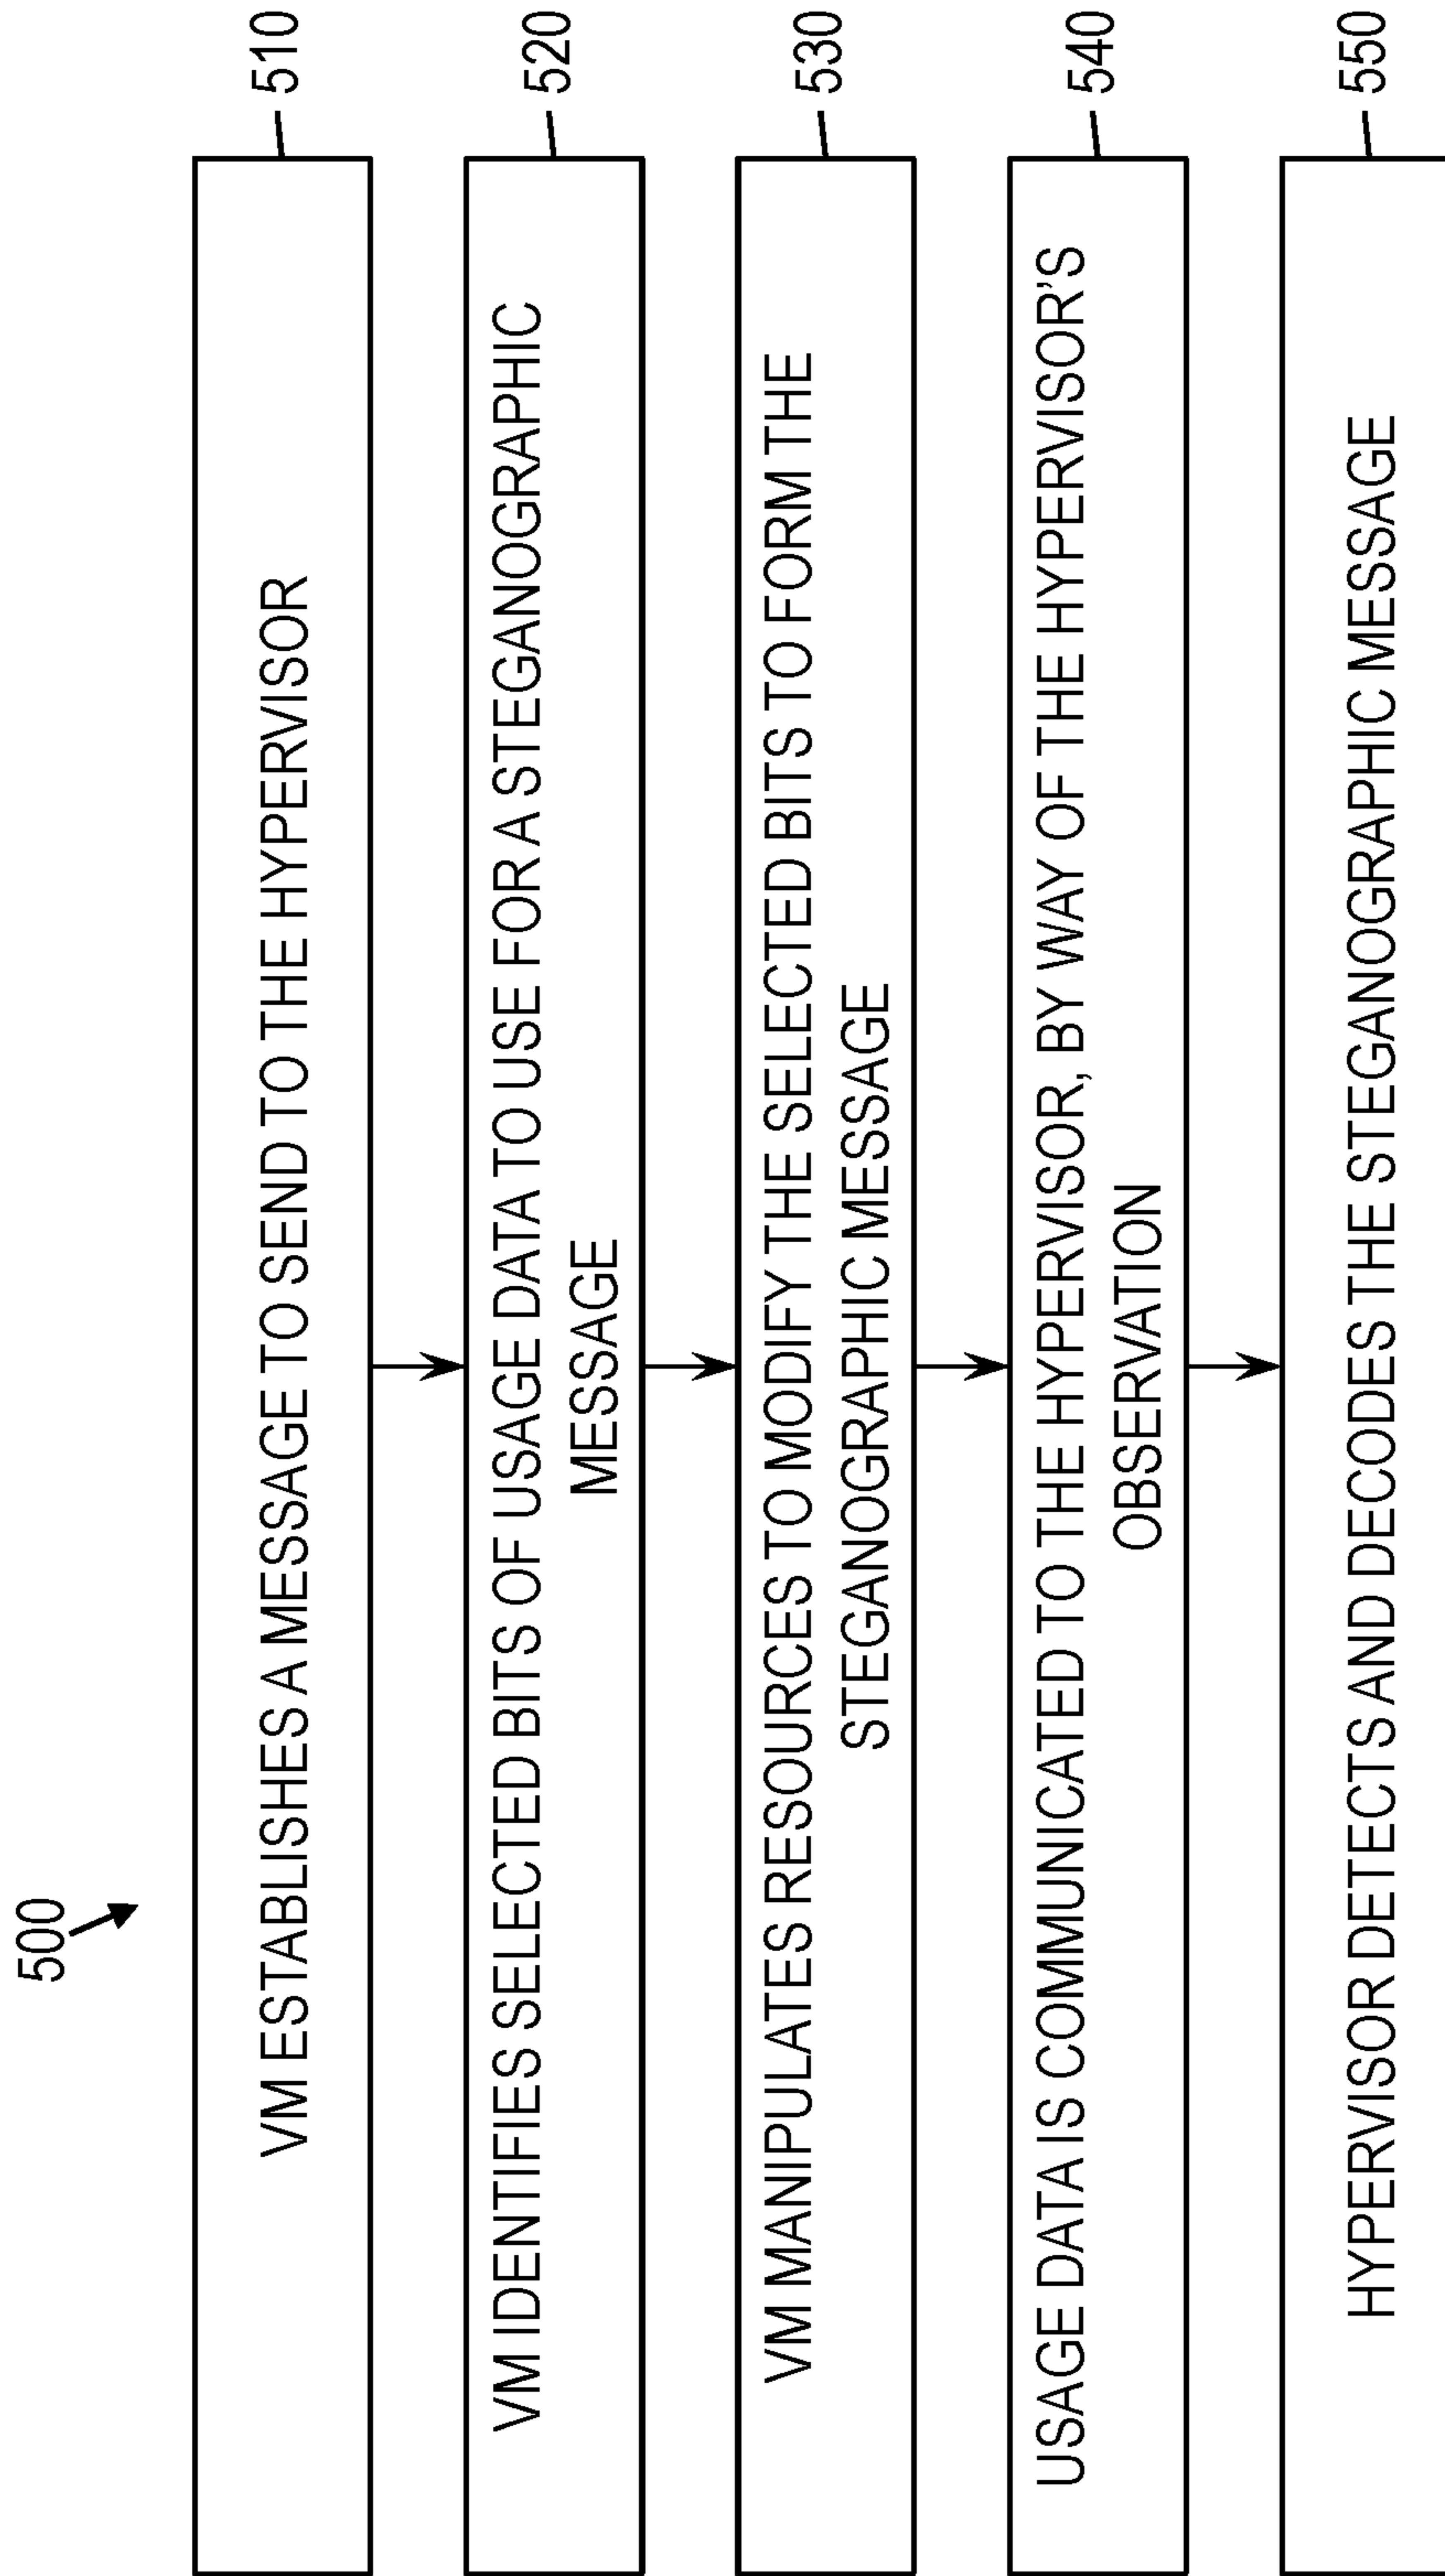 500
VM ESTABLISHES A MESSAGE TO SEND TO THE HYPERVISOR
510
VM IDENTIFIES SELECTED BITS OF USAGE DATA TO USE FOR A STEGANOGRAPHIC
MESSAGE
520
VM MANIPULATES RESOURCES TO MODIFY THE SELECTED BITS TO FORM THE
STEGANOGRAPHIC MESSAGE
530
USAGE DATA IS COMMUNICATED TO THE HYPERVISOR, BY WAY OF THE HYPERVISOR'S
OBSERVATION
540
HYPERVISOR DETECTS AND DECODES THE STEGANOGRAPHIC MESSAGE
550